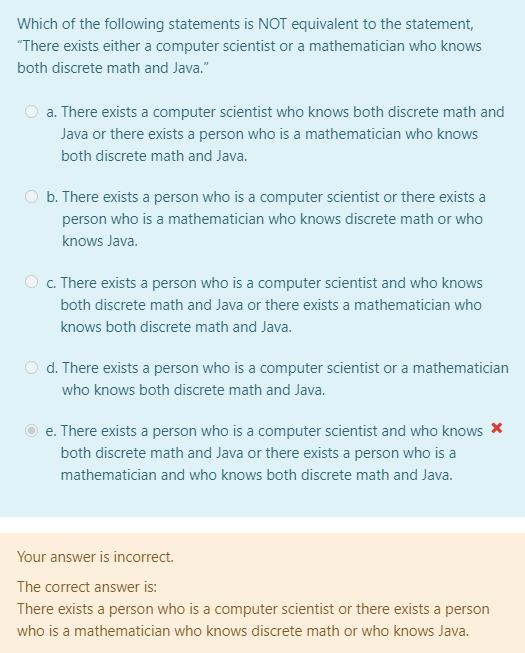 Which of the following statements is NOT equivalent to the statement,
“There exists either a computer scientist or a mathematician who knows
both discrete math and Java.”
a. There exists a computer scientist who knows both discrete math and
Java or there exists a person who is a mathematician who knows
both discrete math and Java.
b. There exists a person who is a computer scientist or there exists a
person who is a mathematician who knows discrete math or who
knows Java.
c. There exists a person who is a computer scientist and who knows
both discrete math and Java or there exists a mathematician who
knows both discrete math and Java.
d. There exists a person who is a computer scientist or a mathematician
who knows both discrete math and Java.
e. There exists a person who is a computer scientist and who knows
both discrete math and Java or there exists a person who is a
mathematician and who knows both discrete math and Java.
Your answer is incorrect.
The correct answer is:
There exists a person who is a computer scientist or there exists a person
who is a mathematician who knows discrete math or who knows Java.